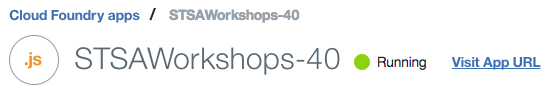 Cloud Foundry apps / STSAWorkshops-40
.js STSAWorkshops-40 Running Visit App URL